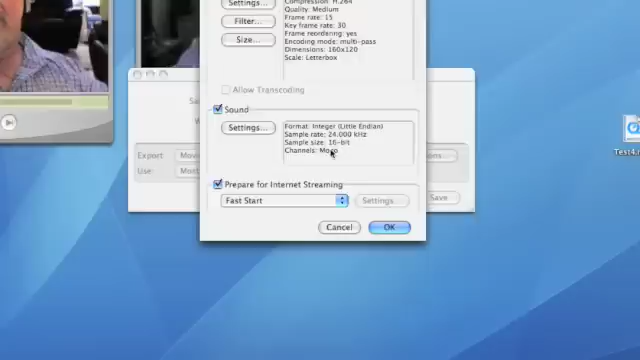 Settings...
Compression: H.264
Quality: Medium
Filter...
Frame rate: 15
Key frame rate: 30
Frame reordering: yes
Size...
Encoding mode: multi-pass
Dimensions: 160x120
Scale: Letterbox
Allow Transcoding
Sound
Settings...
Format: Integer (Little Endian)
Sample rate: 24.000 kHz
Sample size: 16-bit
Channels: Mono
Export:
Use:
Save
Prepare for Internet Streaming
Fast Start
Settings...
Cancel
OK